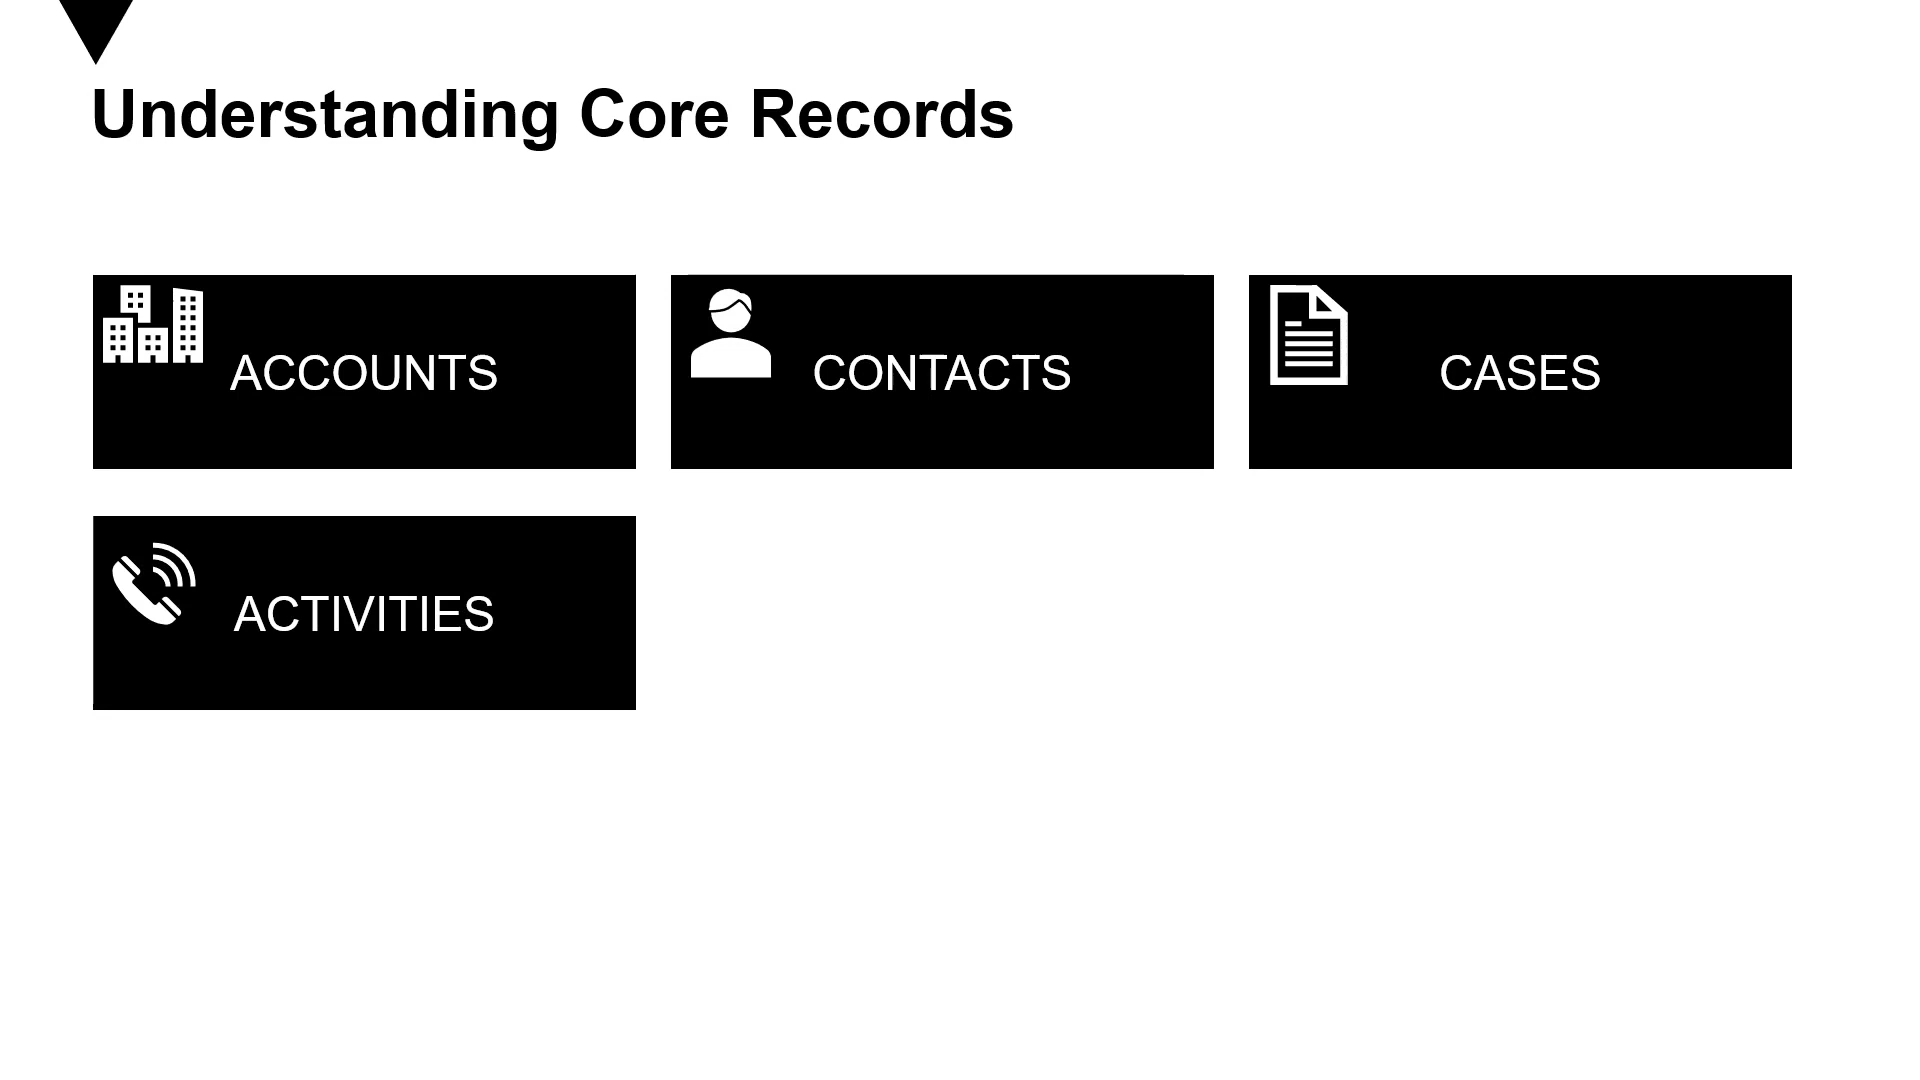 Understanding Core Records
ACCOUNTS
CONTACTS
CASES
ACTIVITIES